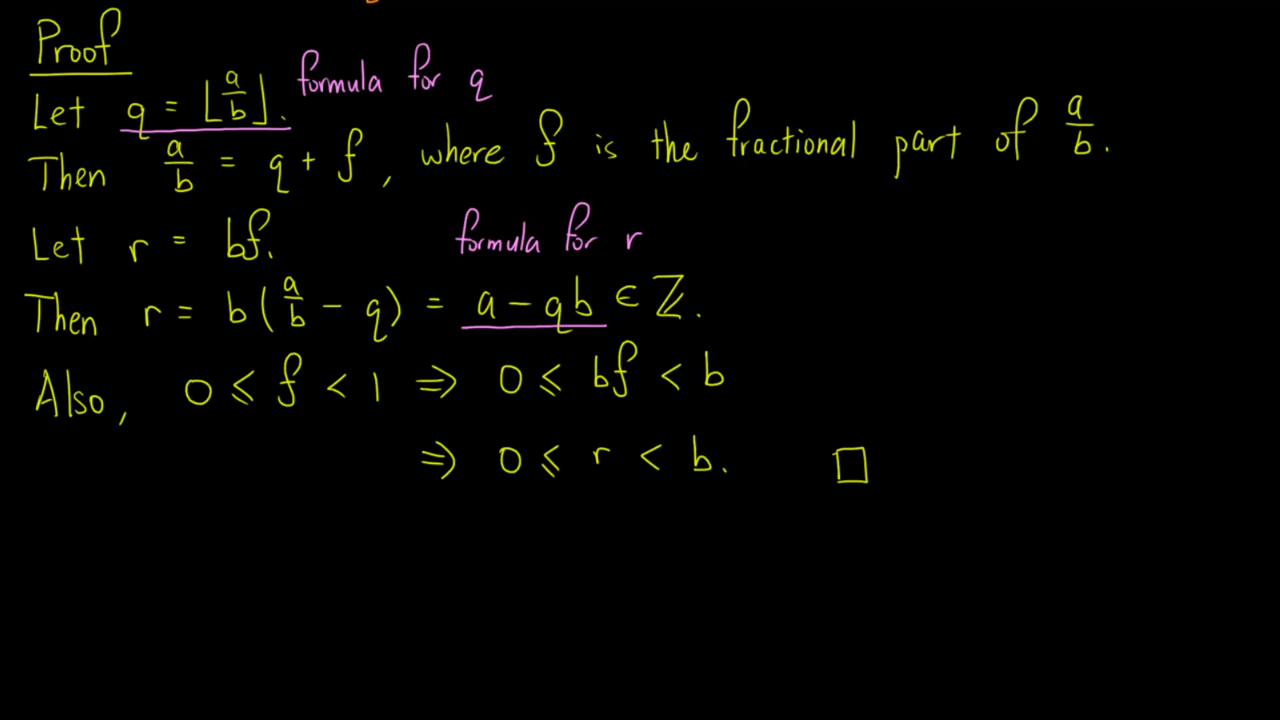 Proof
Let q = ⌊a/b⌋. formula for q
Then a/b = q + f, where f is the fractional part of a/b.
Let r = bf. formula for r
Then r = b(a/b - q) = a - qb ∈ ℤ.
Also, 0 ⩽ f < 1 ⇒ 0 ⩽ bf < b
⇒ 0 ⩽ r < b. □